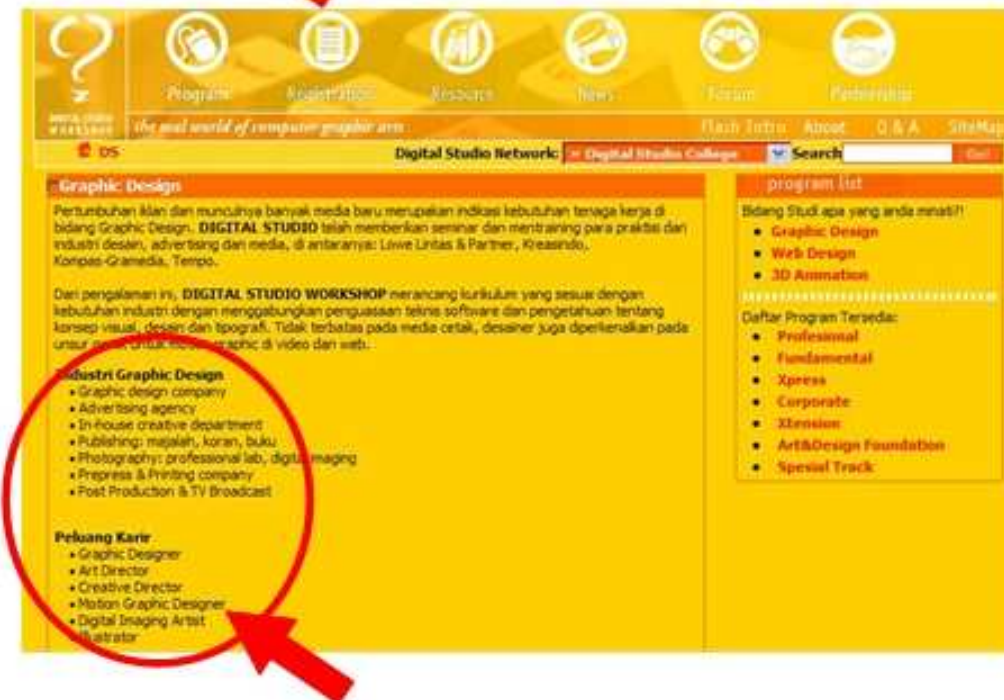 Program
Registration
Resource
News
Forum
Partnership
DIGITAL STUDIO
WORKSHOP
the real world of computer graphic arts
Flash Intro About Q & A SiteMap
DS
Digital Studio Network: Digital Studio College Search Go!
Graphic Design
Pertumbuhan iklan dan munculnya banyak media baru merupakan indikasi kebutuhan tenaga kerja di
bidang Graphic Design. DIGITAL STUDIO telah memberikan seminar dan mentraining para praktisi dari
industri desain, advertising dan media, di antaranya: Lowe Lintas & Partner, Kreasindo,
Kompas-Gramedia, Tempo.
Dari pengalaman ini, DIGITAL STUDIO WORKSHOP merancang kurikulum yang sesuai dengan
kebutuhan industri dengan menggabungkan penguasaan teknis software dan pengetahuan tentang
konsep visual, desain dan tipografi. Tidak terbatas pada media cetak, desainer juga diperkenalkan pada
unsur untuk graphic di video dan web.
Industri Graphic Design
• Graphic design company
• Advertising agency
• In-house creative department
• Publishing: majalah, koran, buku
• Photography: professional lab, digital imaging
• Prepress & Printing company
• Post Production & TV Broadcast
Peluang Karir
• Graphic Designer
• Art Director
• Creative Director
• Motion Graphic Designer
• Digital Imaging Artist
• Illustrator
program list
Bidang Studi apa yang anda minati?!
• Graphic Design
• Web Design
• 3D Animation
Daftar Program Tersedia:
• Profesional
• Fundamental
• Xpress
• Corporate
• Xtension
• Art&Design Foundation
• Spesial Track